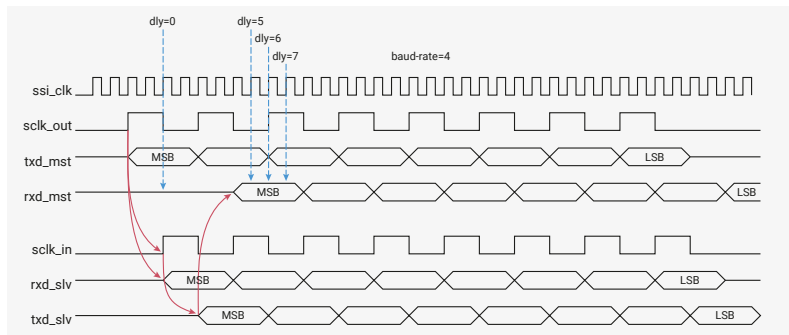 dly=0 dly=5
dly=6
dly=7 baud-rate=4
ssi_clk
sclk_out
txd_mst MSB LSB
rxd_mst MSB LSB
sclk_in
rxd_slv MSB LSB
txd_slv MSB LSB